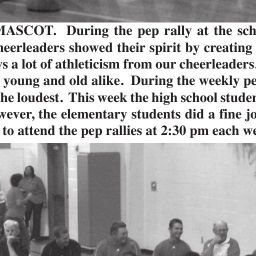 MASCOT. During the pep rally at the sch
heerleaders showed their spirit by creating
s a lot of athleticism from our cheerleaders.
young and old alike. During the weekly pe
he loudest. This week the high school studen
wever, the elementary students did a fine jo
to attend the pep rallies at 2:30 pm each we